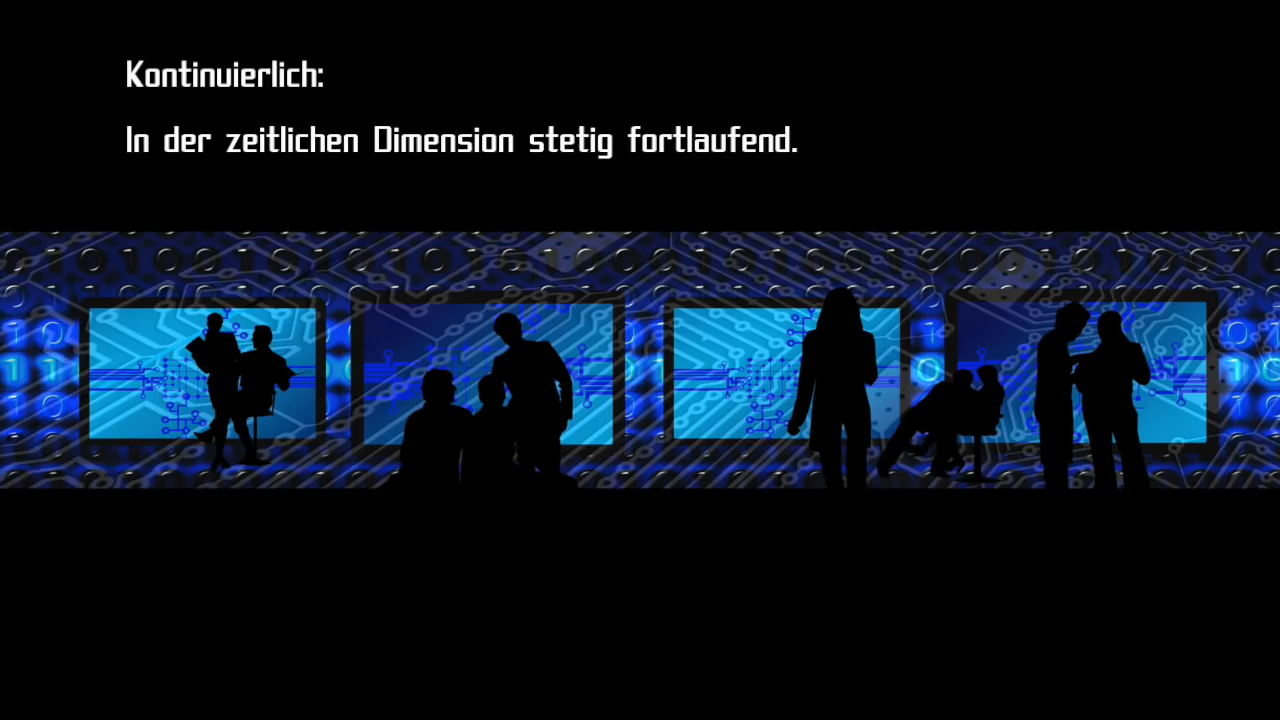 Kontinuierlich:
In der zeitlichen Dimension stetig fortlaufend.